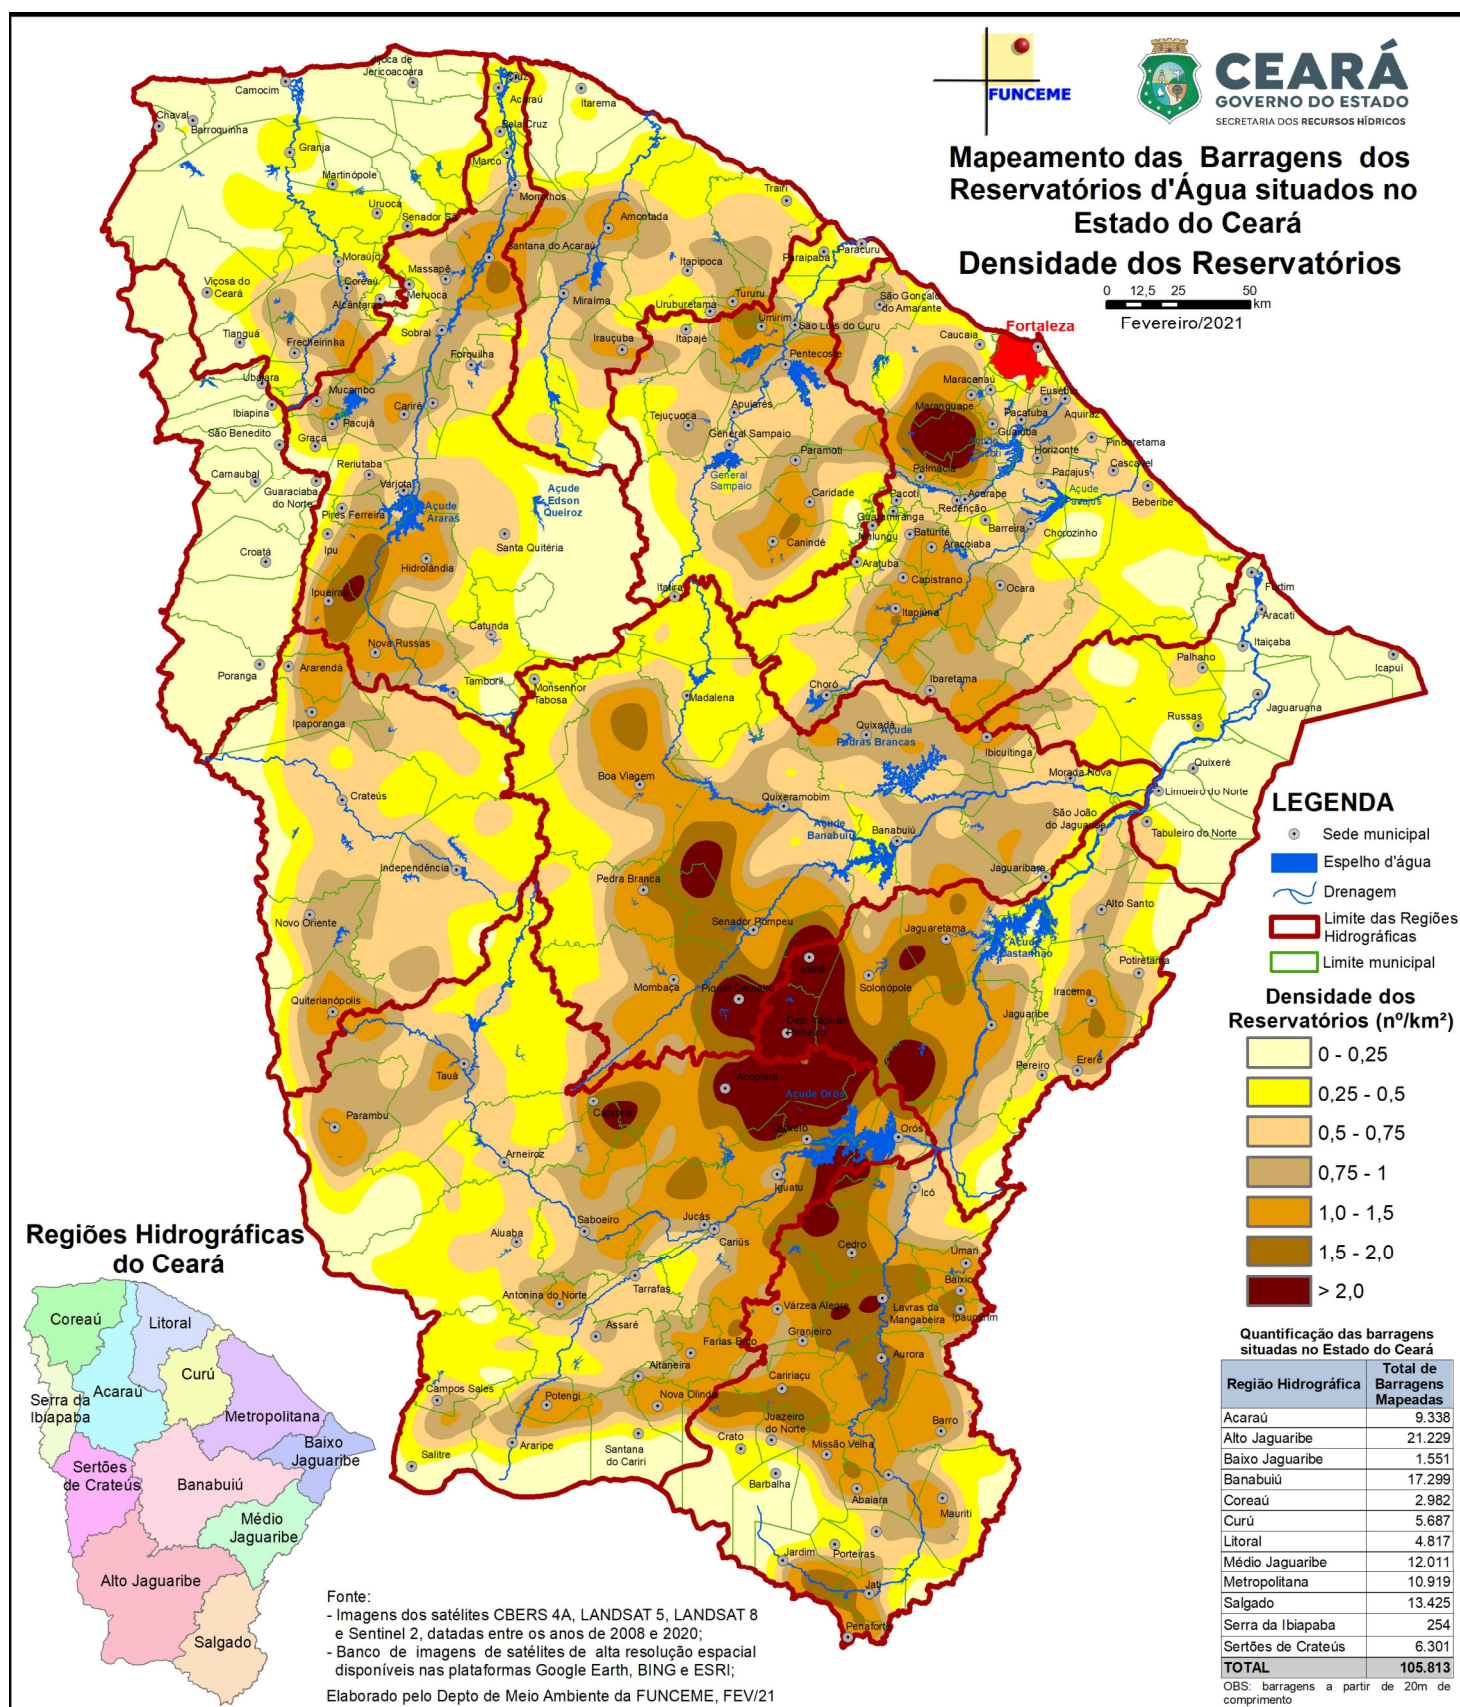 FUNCEME
CEARÁ
GOVERNO DO ESTADO
SECRETARIA DOS RECURSOS HÍDRICOS
Mapeamento das Barragens dos
Reservatórios d'Água situados no
Estado do Ceará
Densidade dos Reservatórios
0 12,5 25 50
km
Fevereiro/2021
Jijoca de
Jericoacoara
Camocim
Cruz
Acaraú
Itarema
Chaval
Barroquinha
Bela Cruz
Granja
Marco
Martinópole
Morrinhos
Trairi
Uruoca
Senador Sá
Amontada
Santana do Acaraú
Paracuru
Paraipaba
Moraújo
Massapê
Itapipoca
Viçosa do
Ceará
Coreaú
Meruoca
Alcântaras
Miraíma
Uruburetama
Tururu
São Gonçalo
do Amarante
Umirim
São Luís do Curu
Fortaleza
Tianguá
Sobral
Irauçuba
Itapajé
Caucaia
Frecheirinha
Forquilha
Pentecoste
Ubajara
Mucambo
Maracanaú
Eusébio
Ibiapina
Cariré
Apuiarés
Maranguape
Pacatuba
Aquiraz
Pacujá
Tejuçuoca
Guaiuba
São Benedito
Graça
General Sampaio
Açude
Pacoti
Pindoretama
Horizonte
Reriutaba
Paramoti
Carnaubal
General
Sampaio
Palmácia
Pacajus
Cascavel
Guaraciaba
do Norte
Varjota
Açude
Edson
Queiroz
Açude
Pacajus
Beberibe
Pires Ferreira
Açude
Araras
Caridade
Pacoti
Acarape
Redenção
Guaramiranga
Mulungu
Barreira
Chorozinho
Ipu
Santa Quitéria
Canindé
Baturité
Aracoiaba
Croatá
Hidrolândia
Aratuba
Capistrano
Fortim
Ipueiras
Itatira
Ocara
Aracati
Itapiúna
Catunda
Itaiçaba
Nova Russas
Poranga
Ararendá
Palhano
Icapuí
Tamboril
Monsenhor
Tabosa
Madalena
Choró
Ibaretama
Jaguaruana
Ipaporanga
Russas
Quixadá
Açude
Pedras Brancas
Ibicuitinga
Quixeré
Boa Viagem
Morada Nova
Crateús
Quixeramobim
Limoeiro do Norte
Açude
Banabuiú
São João
do Jaguaribe
Banabuiú
Tabuleiro do Norte
Independência
Jaguaribara
Pedra Branca
Novo Oriente
Alto Santo
Senador Pompeu
Jaguaretama
Açude
Castanhão
Milhã
Potiretama
Mombaça
Solonópole
Quiterianópolis
Piquet Carneiro
Iracema
Dep. Irapuan
Pinheiro
Jaguaribe
Tauá
Pereiro
Ererê
Acopiara
Açude Orós
Parambu
Catarina
Quixelô
Orós
Arneiroz
Iguatu
Icó
Jucás
Aiuaba
Saboeiro
Cariús
Cedro
Umari
Tarrafas
Baixio
Antonina do Norte
Várzea Alegre
Lavras da
Mangabeira
Ipaumirim
Assaré
Granjeiro
Farias Brito
Aurora
Altaneira
Caririaçu
Campos Sales
Potengi
Nova Olinda
Juazeiro
do Norte
Barro
Araripe
Santana
do Cariri
Crato
Missão Velha
Salitre
Barbalha
Abaiara
Mauriti
Jardim
Porteiras
Jati
Penaforte
LEGENDA
Sede municipal
Espelho d'água
Drenagem
Limite das Regiões
Hidrográficas
Limite municipal
Densidade dos
Reservatórios (nº/km²)
0 - 0,25
0,25 - 0,5
0,5 - 0,75
0,75 - 1
1,0 - 1,5
1,5 - 2,0
> 2,0
Quantificação das barragens
situadas no Estado do Ceará
Região Hidrográfica Total de
Barragens
Mapeadas
Acaraú 9.338
Alto Jaguaribe 21.229
Baixo Jaguaribe 1.551
Banabuiú 17.299
Coreaú 2.982
Curú 5.687
Litoral 4.817
Médio Jaguaribe 12.011
Metropolitana 10.919
Salgado 13.425
Serra da Ibiapaba 254
Sertões de Crateús 6.301
TOTAL 105.813
OBS: barragens a partir de 20m de
comprimento
Regiões Hidrográficas
do Ceará
Coreaú
Litoral
Curú
Acaraú
Serra da
Ibiapaba
Metropolitana
Baixo
Jaguaribe
Sertões
de Crateús
Banabuiú
Médio
Jaguaribe
Alto Jaguaribe
Salgado
Fonte:
- Imagens dos satélites CBERS 4A, LANDSAT 5, LANDSAT 8
e Sentinel 2, datadas entre os anos de 2008 e 2020;
- Banco de imagens de satélites de alta resolução espacial
disponíveis nas plataformas Google Earth, BING e ESRI;
Elaborado pelo Depto de Meio Ambiente da FUNCEME, FEV/21